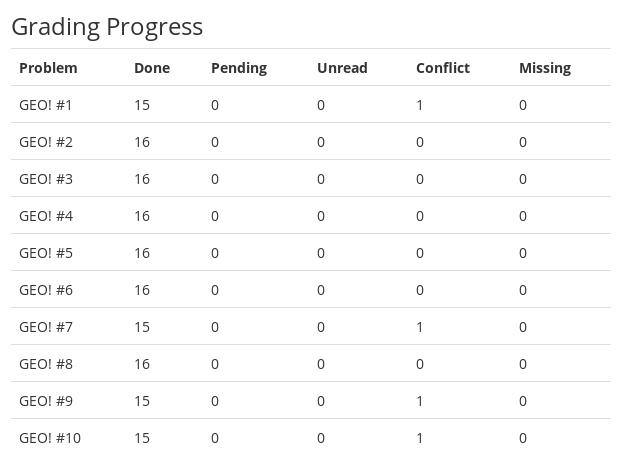 Grading Progress
Problem Done Pending Unread Conflict Missing
GEO! #1 15 0 0 1 0
GEO! #2 16 0 0 0 0
GEO! #3 16 0 0 0 0
GEO! #4 16 0 0 0 0
GEO! #5 16 0 0 0 0
GEO! #6 16 0 0 0 0
GEO! #7 15 0 0 1 0
GEO! #8 16 0 0 0 0
GEO! #9 15 0 0 1 0
GEO! #10 15 0 0 1 0